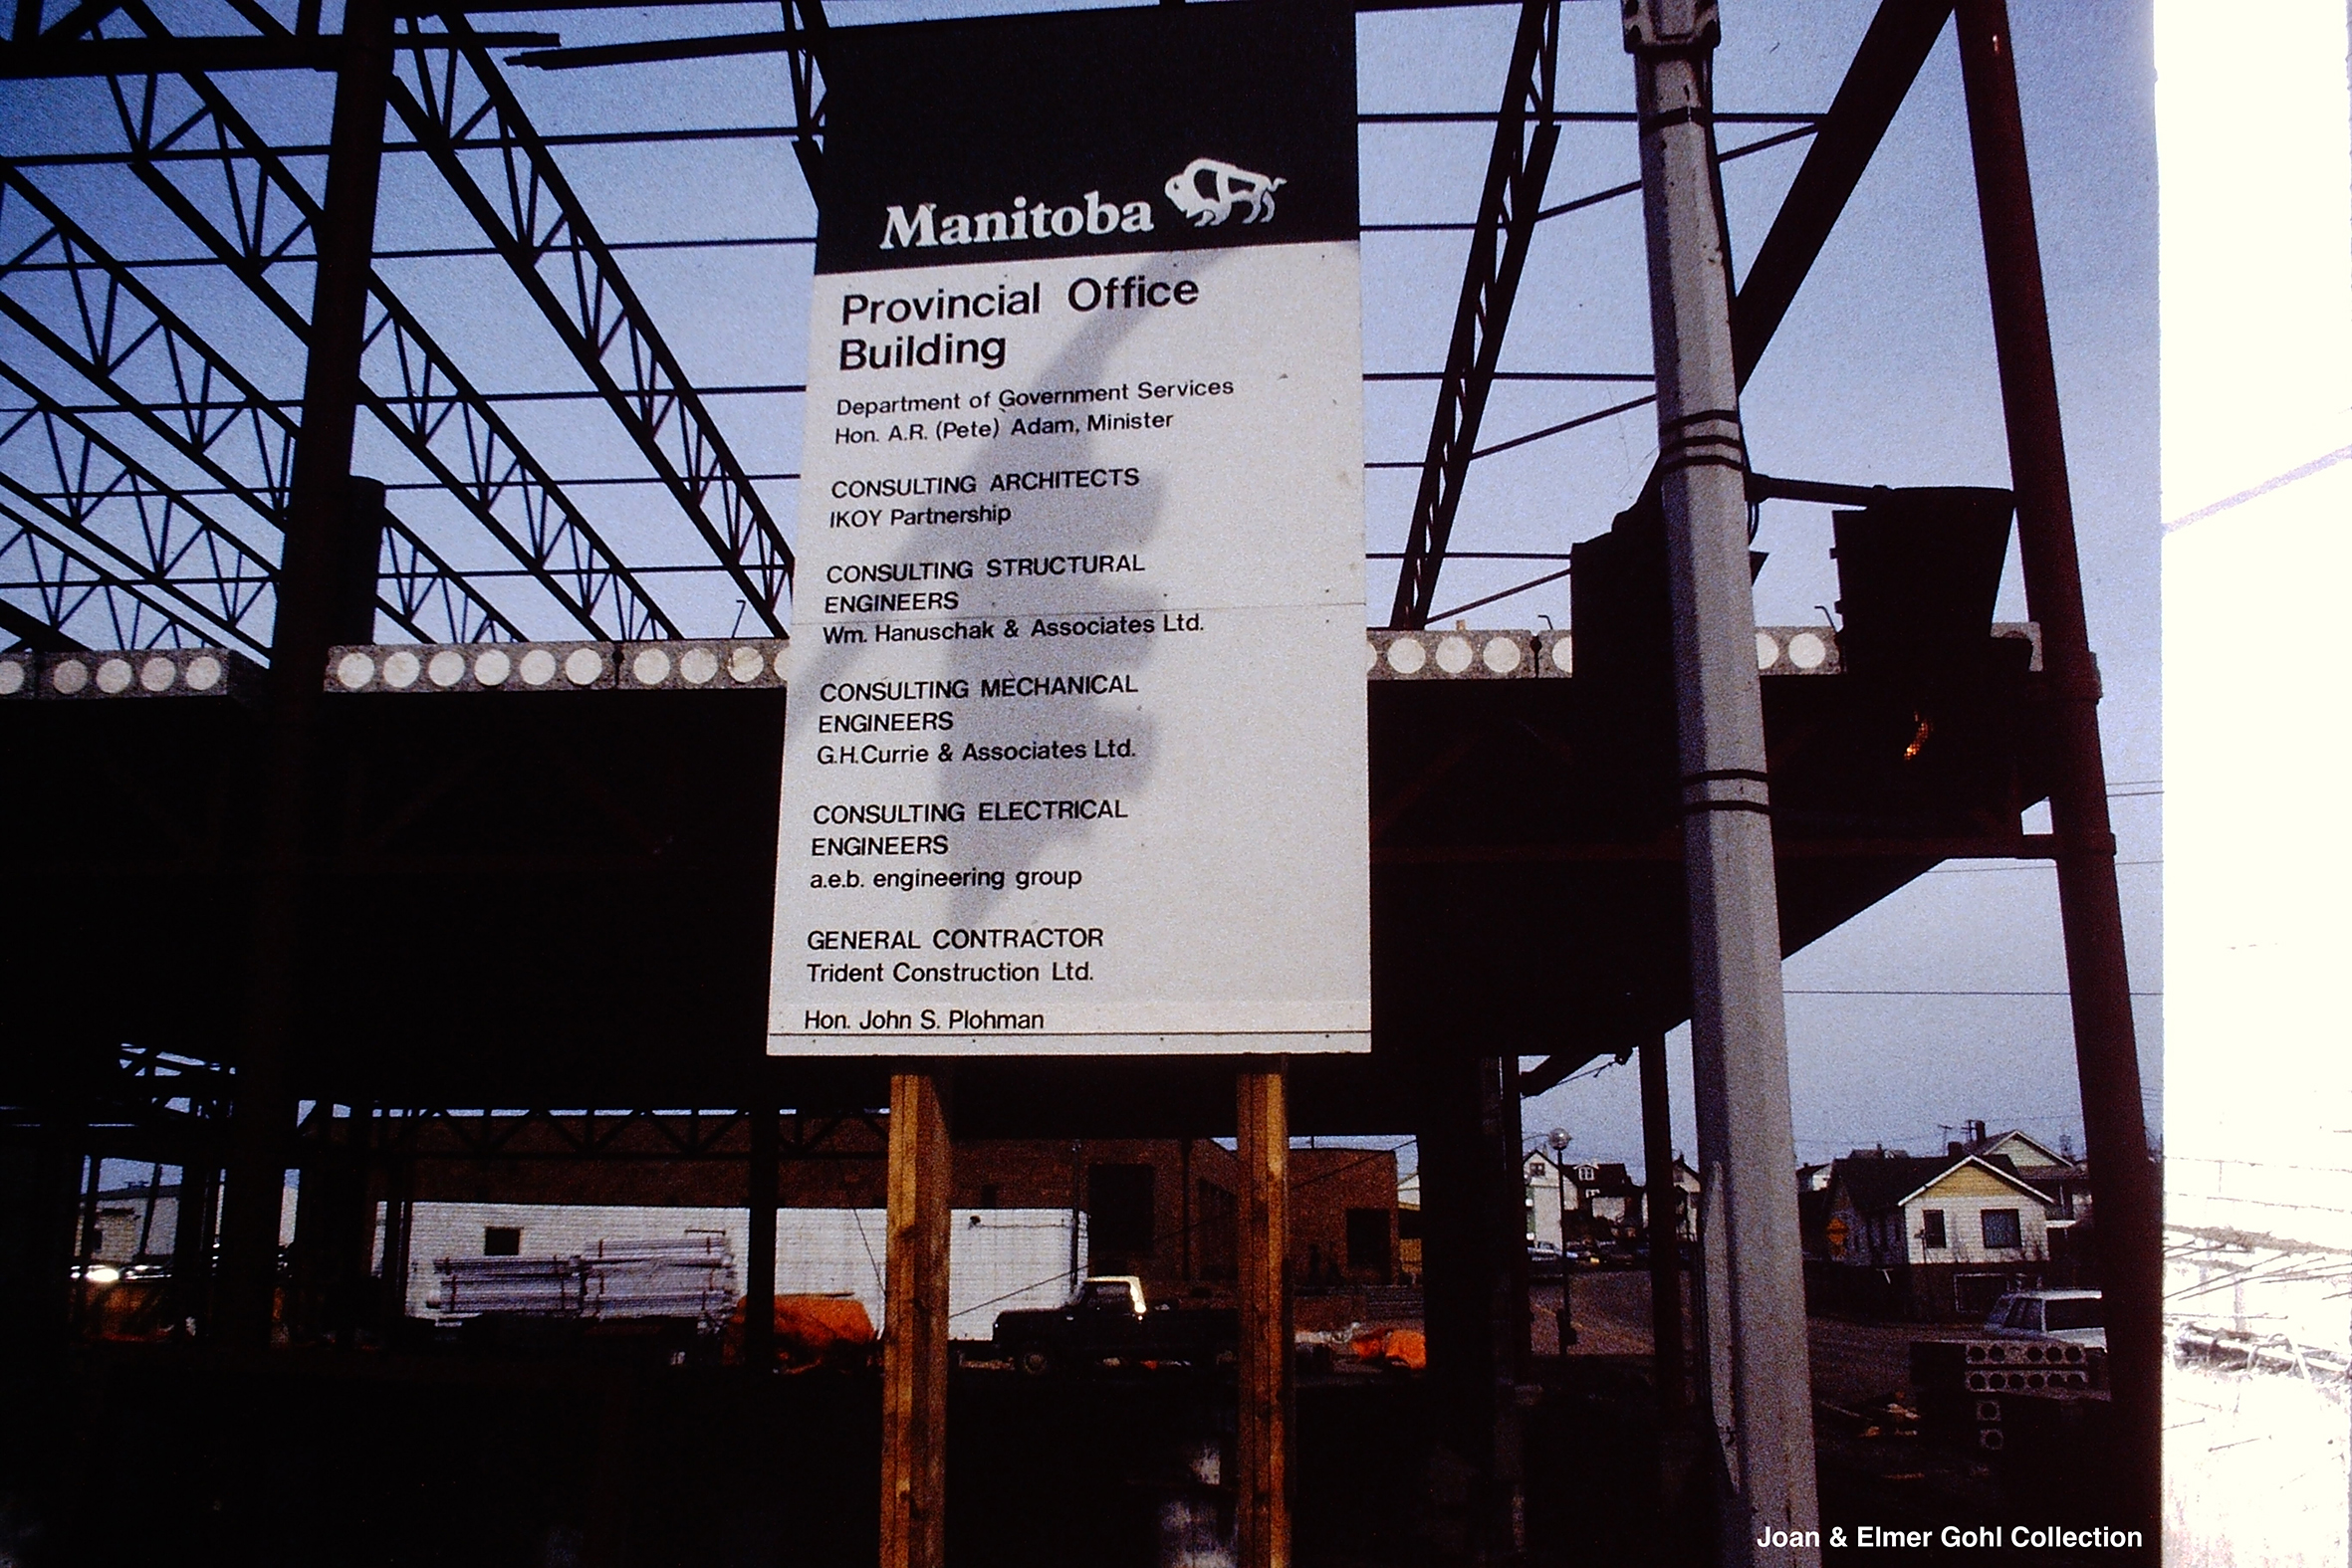 Manitoba
Provincial Office
Building
Department of Government Services
Hon. A.R. (Pete) Adam, Minister
CONSULTING ARCHITECTS
IKOY Partnership
CONSULTING STRUCTURAL
ENGINEERS
Wm. Hanuschak & Associates Ltd.
CONSULTING MECHANICAL
ENGINEERS
G.H.Currie & Associates Ltd.
CONSULTING ELECTRICAL
ENGINEERS
a.e.b. engineering group
GENERAL CONTRACTOR
Trident Construction Ltd.
Hon. John S. Plohman
Joan & Elmer Gohl Collection